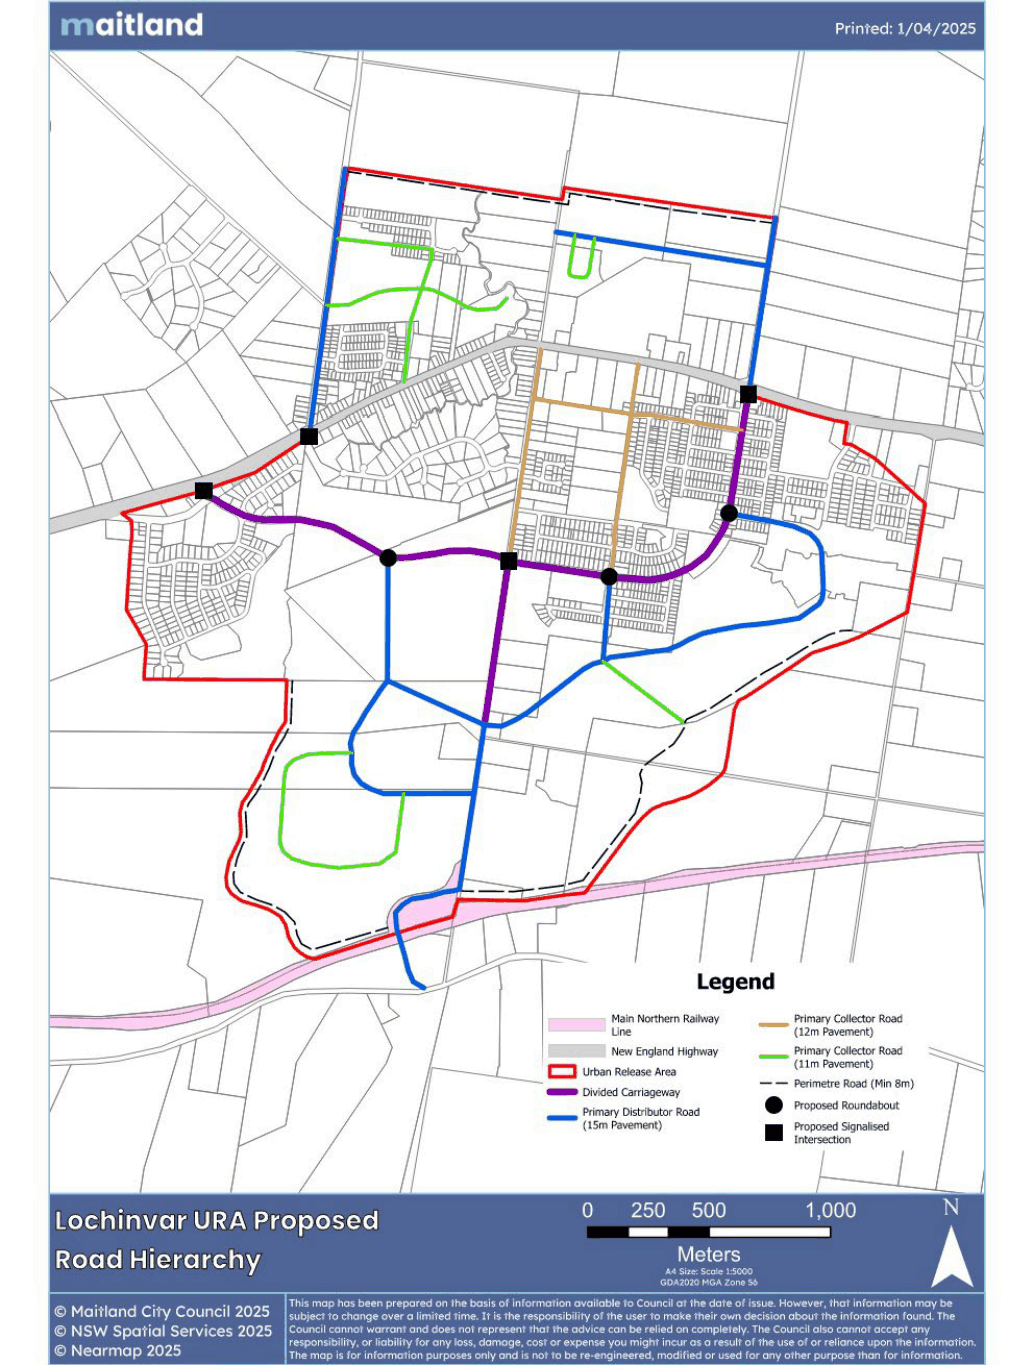 maitland
Printed: 1/04/2025
Legend
Main Northern Railway
Line
New England Highway
Urban Release Area
Divided Carriageway
Primary Distributor Road
(15m Pavement)
Primary Collector Road
(12m Pavement)
Primary Collector Road
(11m Pavement)
Perimetre Road (Min 8m)
Proposed Roundabout
Proposed Signalised
Intersection
Lochinvar URA Proposed
Road Hierarchy
0 250 500 1,000
Meters
A4 Size: Scale 1:5000
GDA2020 MGA Zone 56
N
© Maitland City Council 2025
© NSW Spatial Services 2025
© Nearmap 2025
This map has been prepared on the basis of information available to Council at the date of issue. However, that information may be
subject to change over a limited time. It is the responsibility of the user to make their own decision about the information found. The
Council cannot warrant and does not represent that the advice can be relied on completely. The Council also cannot accept any
responsibility, or liability for any loss, damage, cost or expense you might incur as a result of the use of or reliance upon the information.
The map is for information purposes only and is not to be re-engineered, modified or used for any other purpose than for information.